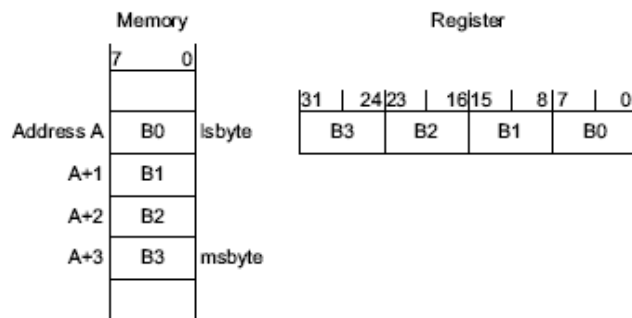 Memory Register
7 0
31 24 23 16 15 8 7 0
Address A B0 lsbyte B3 B2 B1 B0
A+1 B1
A+2 B2
A+3 B3 msbyte